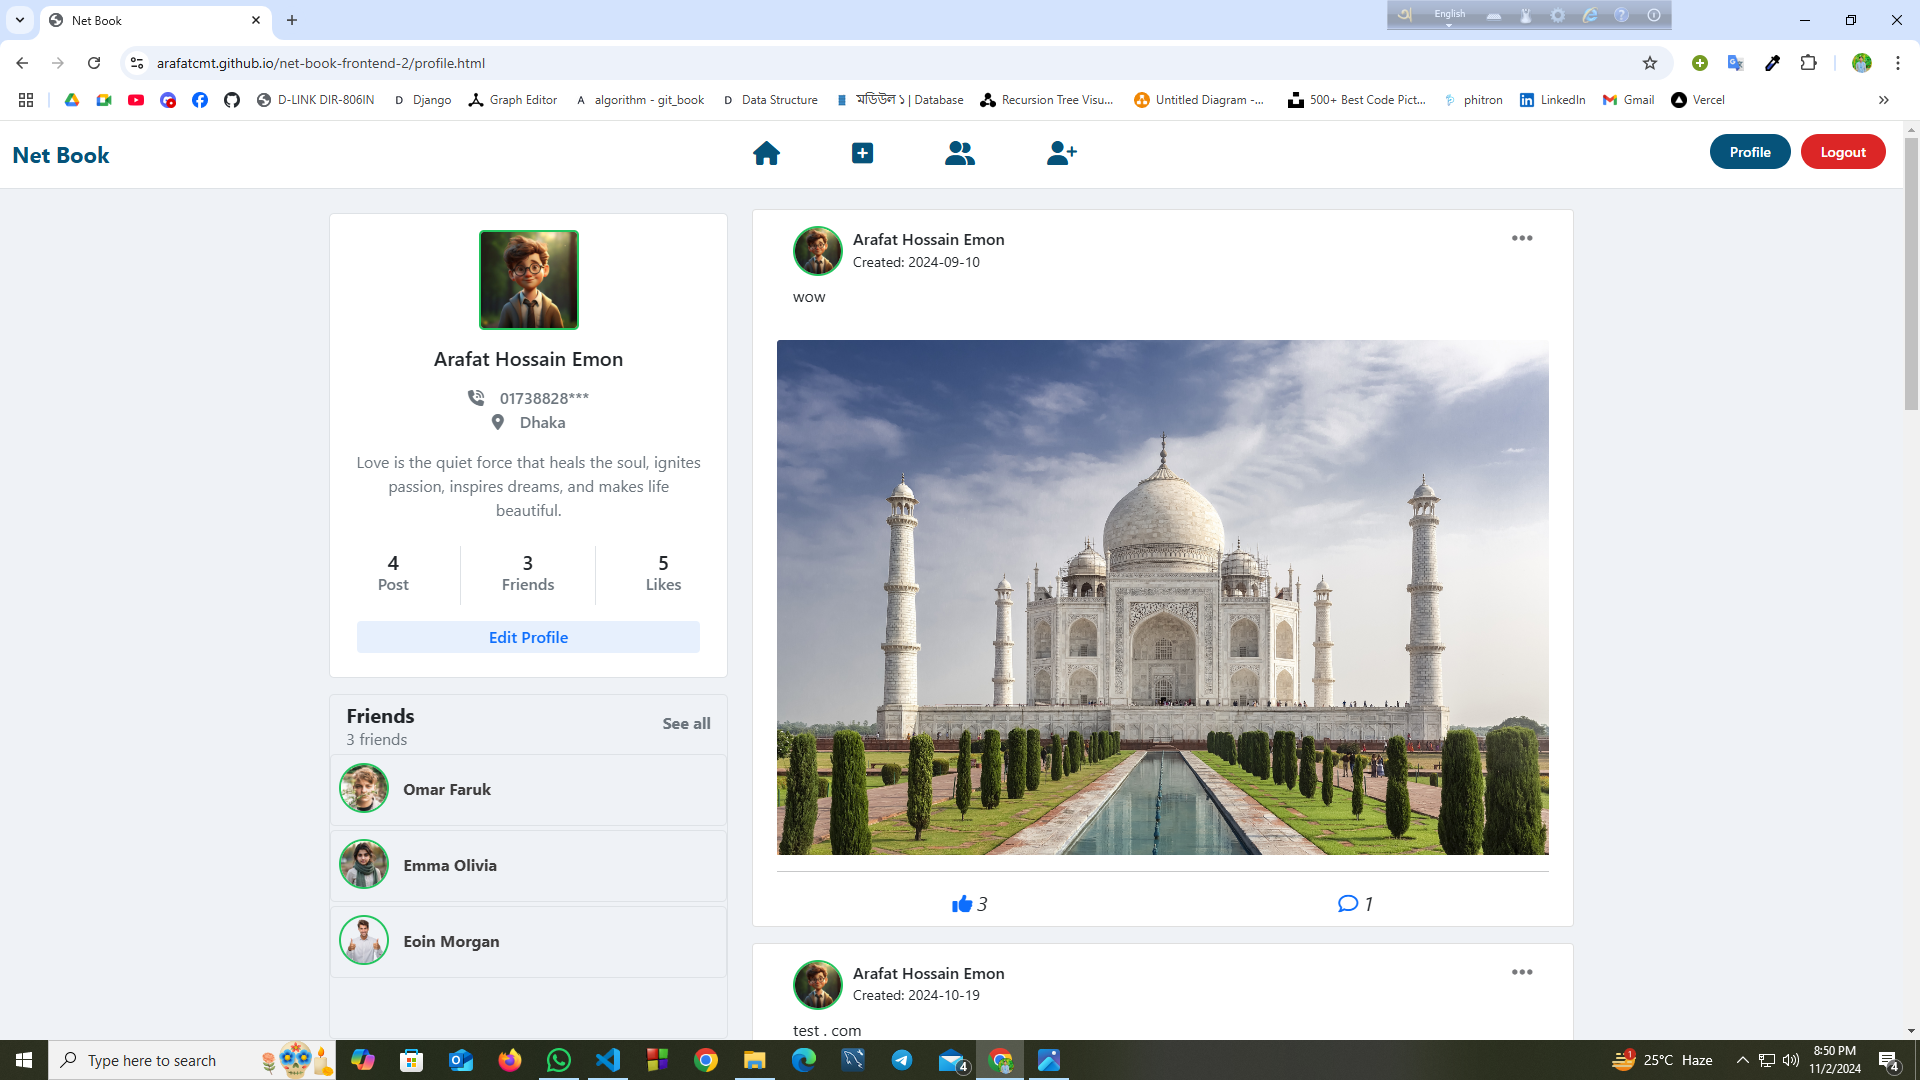 Net Book
English
arafatcmt.github.io/net-book-frontend-2/profile.html
D-LINK DIR-806IN
Django
Graph Editor
algorithm - git_book
Data Structure
মডিউল ১ | Database
Recursion Tree Visu...
Untitled Diagram -...
500+ Best Code Pict...
phitron
LinkedIn
Gmail
Vercel
Net Book
Profile
Logout
Arafat Hossain Emon
01738828***
Dhaka
Love is the quiet force that heals the soul, ignites
passion, inspires dreams, and makes life
beautiful.
4
Post
3
Friends
5
Likes
Edit Profile
Friends
3 friends
See all
Omar Faruk
Emma Olivia
Eoin Morgan
Arafat Hossain Emon
Created: 2024-09-10
wow
3
1
Arafat Hossain Emon
Created: 2024-10-19
test . com
Type here to search
4
1
25°C Haze
8:50 PM
11/2/2024
4